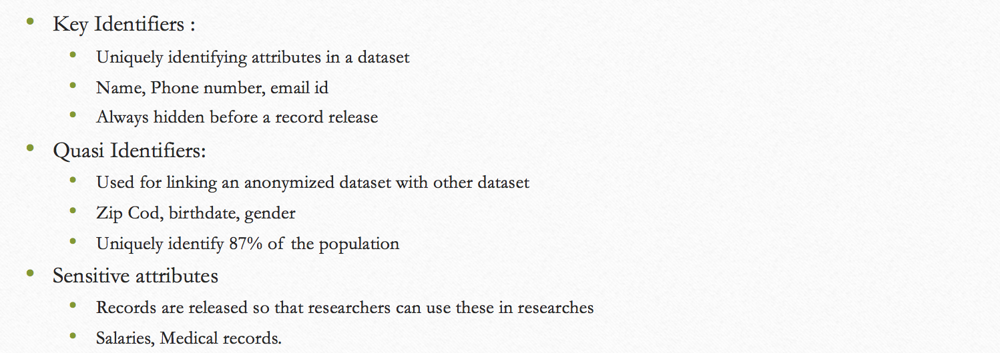 • Key Identifiers :
• Uniquely identifying attributes in a dataset
• Name, Phone number, email id
• Always hidden before a record release
• Quasi Identifiers:
• Used for linking an anonymized dataset with other dataset
• Zip Cod, birthdate, gender
• Uniquely identify 87% of the population
• Sensitive attributes
• Records are released so that researchers can use these in researches
• Salaries, Medical records.